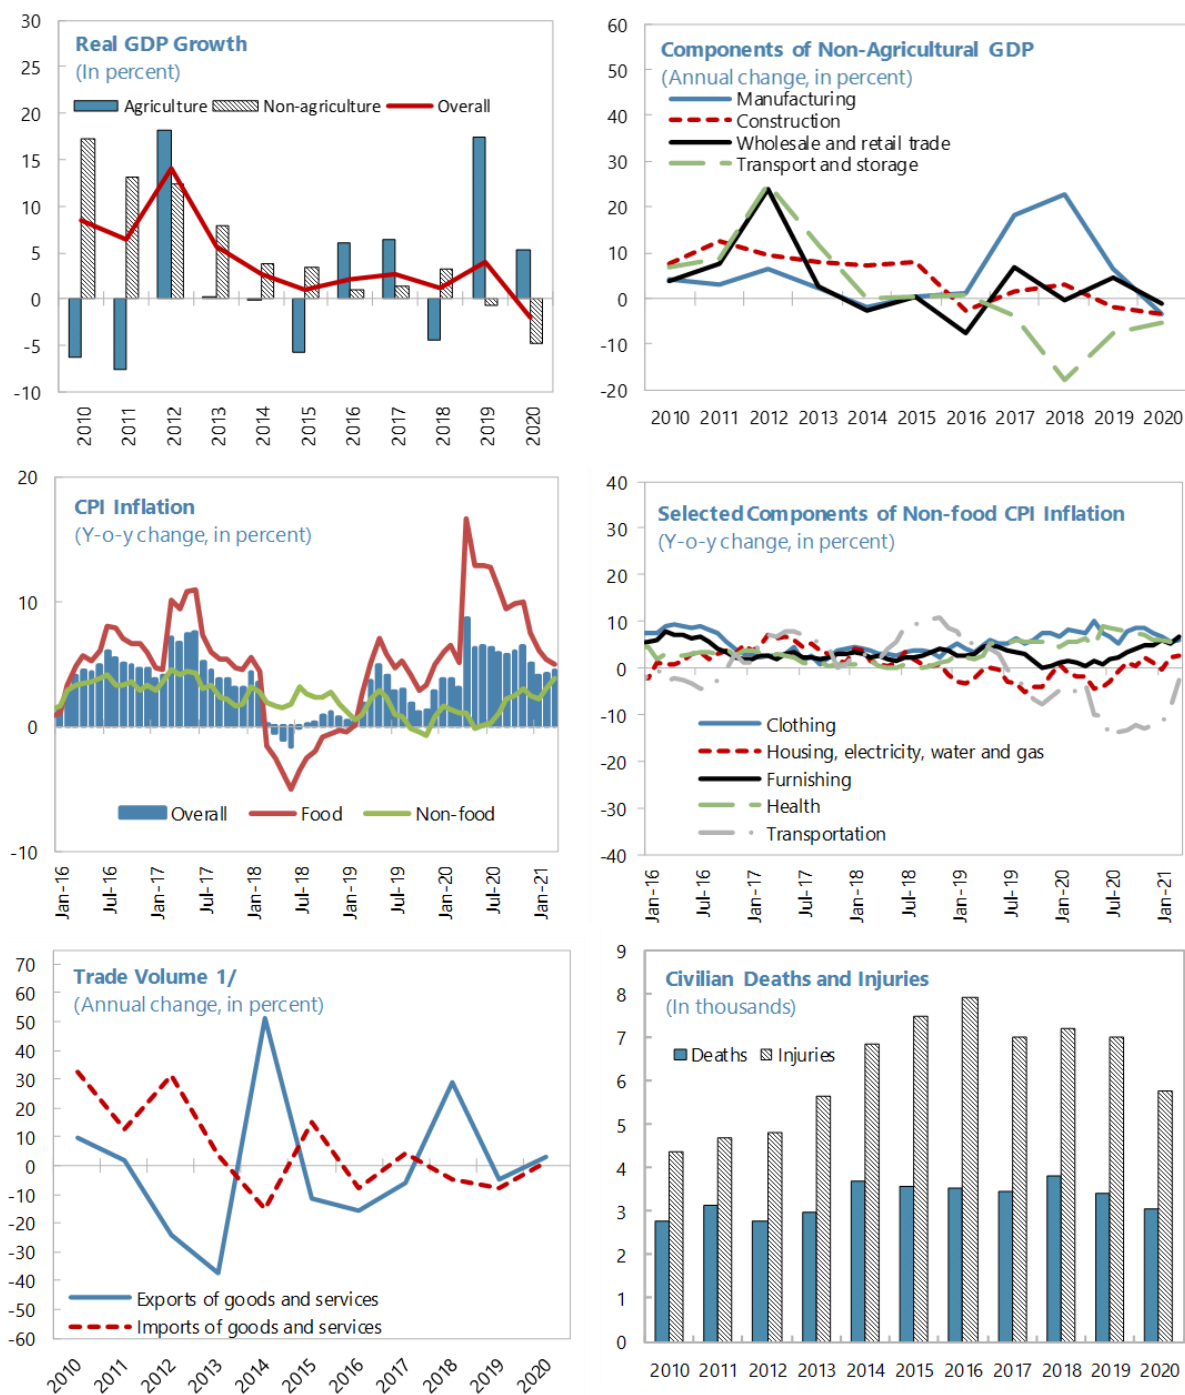 Real GDP Growth
(In percent)
Agriculture Non-agriculture Overall
30
25
20
15
10
5
0
-5
-10
2010 2011 2012 2013 2014 2015 2016 2017 2018 2019 2020
Components of Non-Agricultural GDP
(Annual change, in percent)
Manufacturing
Construction
Wholesale and retail trade
Transport and storage
60
50
40
30
20
10
0
-10
-20
2010 2011 2012 2013 2014 2015 2016 2017 2018 2019 2020
CPI Inflation
(Y-o-y change, in percent)
20
10
0
-10
Overall Food Non-food
Jan-16 Jul-16 Jan-17 Jul-17 Jan-18 Jul-18 Jan-19 Jul-19 Jan-20 Jul-20 Jan-21
Selected Components of Non-food CPI Inflation
(Y-o-y change, in percent)
40
30
20
10
0
-10
-20
-30
-40
Clothing
Housing, electricity, water and gas
Furnishing
Health
Transportation
Jan-16 Jul-16 Jan-17 Jul-17 Jan-18 Jul-18 Jan-19 Jul-19 Jan-20 Jul-20 Jan-21
Trade Volume 1/
(Annual change, in percent)
70
60
50
40
30
20
10
0
-10
-20
-30
-40
-50
-60
Exports of goods and services
Imports of goods and services
2010 2011 2012 2013 2014 2015 2016 2017 2018 2019 2020
Civilian Deaths and Injuries
(In thousands)
Deaths Injuries
9
8
7
6
5
4
3
2
1
0
2010 2011 2012 2013 2014 2015 2016 2017 2018 2019 2020